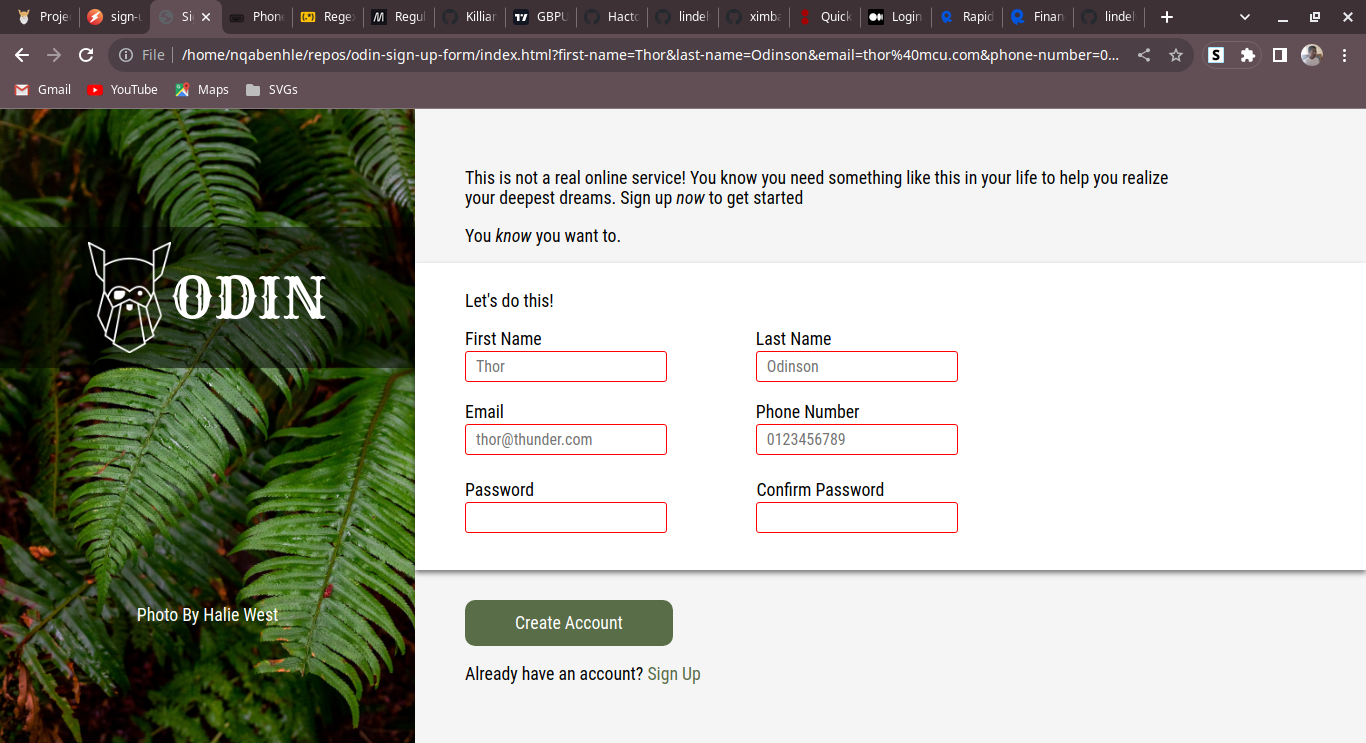 Proje
sign-u
Sig
Phone
Regex
Regul
Killian
GBPU
Hacto
lindel
ximba
Quick
Login
Rapid
Finan
lindel
File
/home/nqabenhle/repos/odin-sign-up-form/index.html?first-name=Thor&last-name=Odinson&email=thor%40mcu.com&phone-number=0...
Gmail
YouTube
Maps
SVGs
ODIN
Photo By Halie West
This is not a real online service! You know you need something like this in your life to help you realize
your deepest dreams. Sign up now to get started
You know you want to.
Let's do this!
First Name
Last Name
Thor
Odinson
Email
Phone Number
thor@thunder.com
0123456789
Password
Confirm Password
Create Account
Already have an account? Sign Up